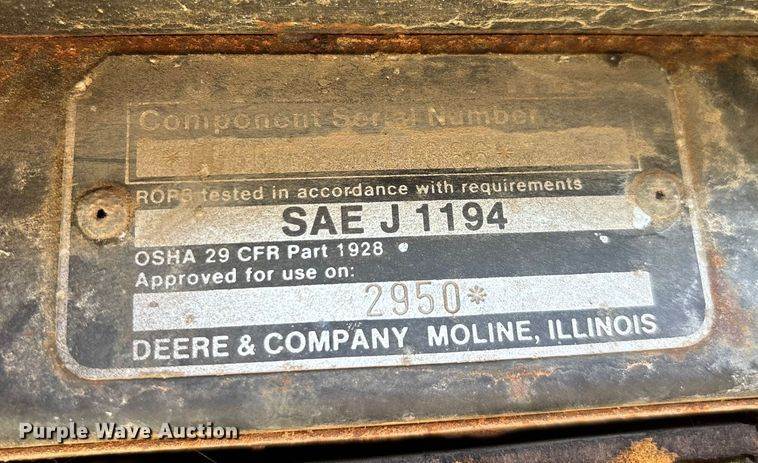 Component Serial Number
ROPS tested in accordance with requirements
SAE J 1194
OSHA 29 CFR Part 1928
Approved for use on:
2950*
DEERE & COMPANY MOLINE, ILLINOIS
Purple Wave Auction